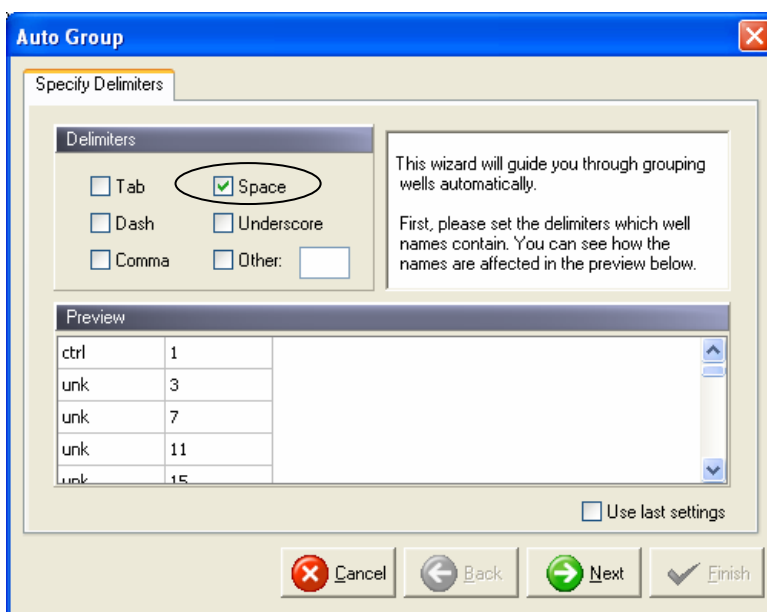 Auto Group
Specify Delimiters
Delimiters
Tab
Space
Dash
Underscore
Comma
Other:
This wizard will guide you through grouping
wells automatically.
First, please set the delimiters which well
names contain. You can see how the
names are affected in the preview below.
Preview
ctrl 1
unk 3
unk 7
unk 11
unk 15
Use last settings
Cancel
Back
Next
Finish